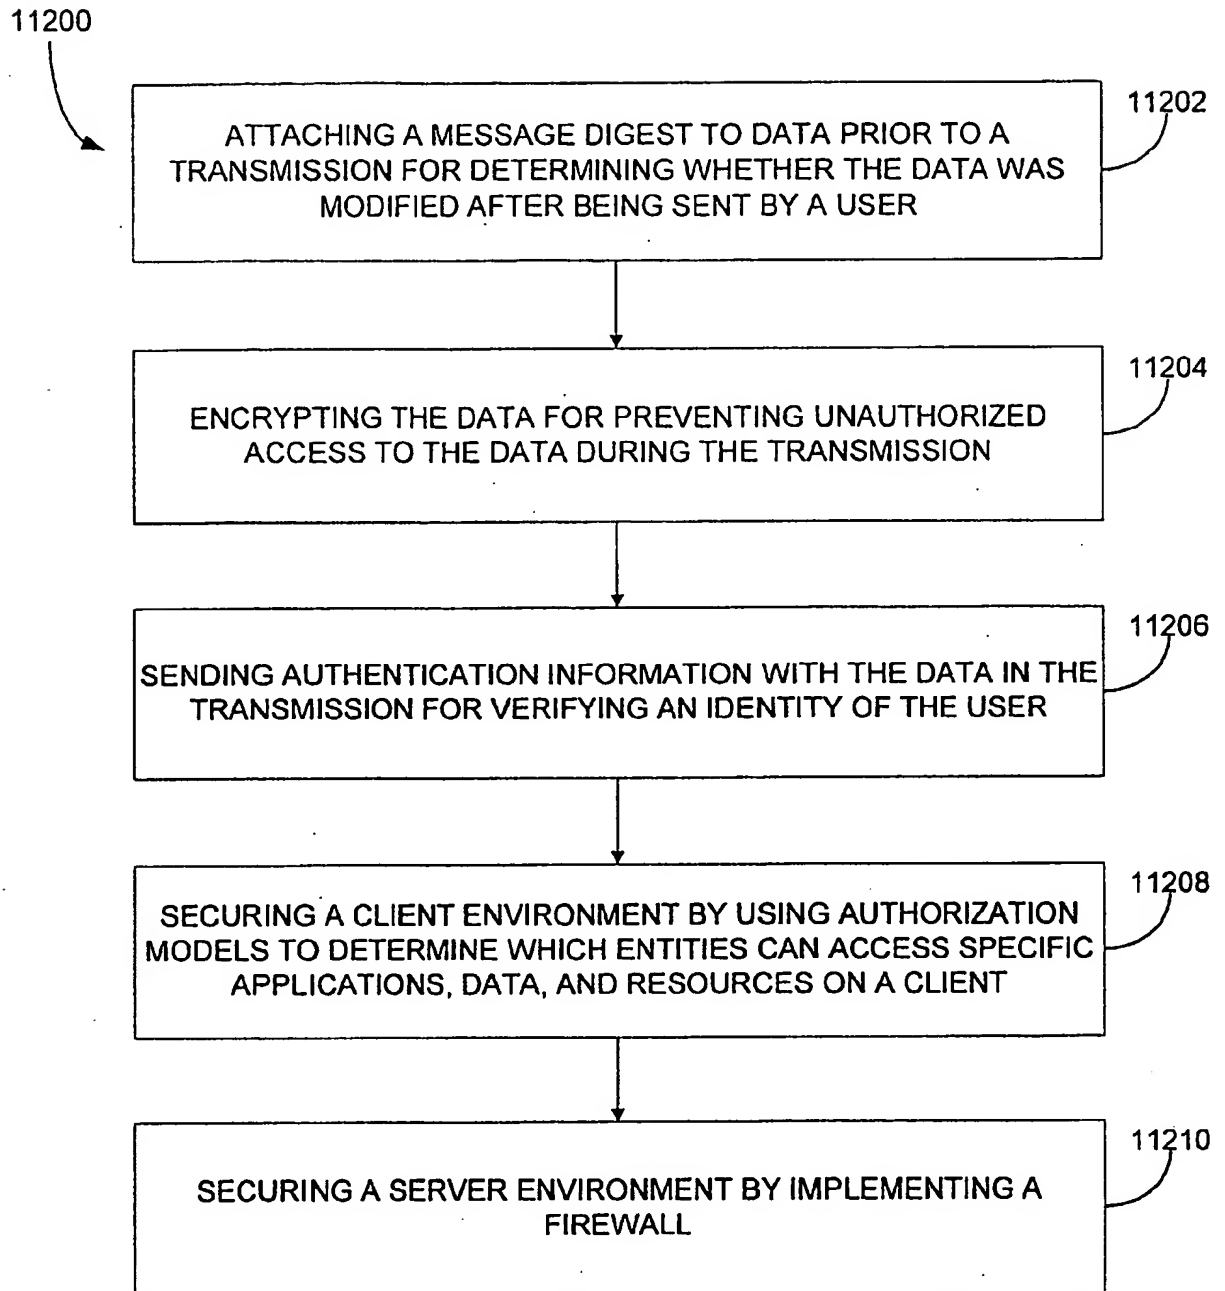 11200
11202
ATTACHING A MESSAGE DIGEST TO DATA PRIOR TO A
TRANSMISSION FOR DETERMINING WHETHER THE DATA WAS
MODIFIED AFTER BEING SENT BY A USER
11204
ENCRYPTING THE DATA FOR PREVENTING UNAUTHORIZED
ACCESS TO THE DATA DURING THE TRANSMISSION
11206
SENDING AUTHENTICATION INFORMATION WITH THE DATA IN THE
TRANSMISSION FOR VERIFYING AN IDENTITY OF THE USER
11208
SECURING A CLIENT ENVIRONMENT BY USING AUTHORIZATION
MODELS TO DETERMINE WHICH ENTITIES CAN ACCESS SPECIFIC
APPLICATIONS, DATA, AND RESOURCES ON A CLIENT
11210
SECURING A SERVER ENVIRONMENT BY IMPLEMENTING A
FIREWALL